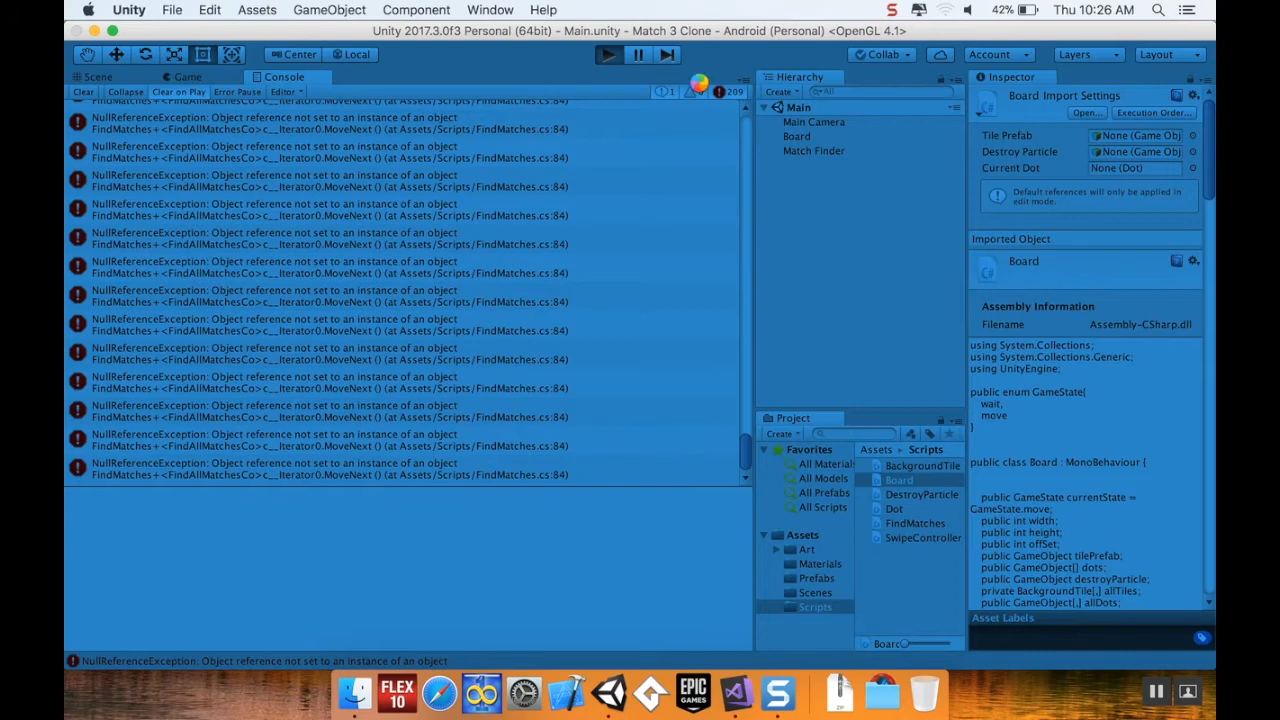 Unity File Edit Assets GameObject Component Window Help 42% Thu 10:26 AM
Unity 2017.3.0f3 Personal (64bit) - Main.unity - Match 3 Clone - Android (Personal) <OpenGL 4.1>
Center Local Collab Account Layers Layout
Scene Game Console
Clear Collapse Clear on Play Error Pause Editor 1 209
FindMatches+<FindAllMatchesCo>c__Iterator0.MoveNext () (at Assets/Scripts/FindMatches.cs:84)
NullReferenceException: Object reference not set to an instance of an object
FindMatches+<FindAllMatchesCo>c__Iterator0.MoveNext () (at Assets/Scripts/FindMatches.cs:84)
NullReferenceException: Object reference not set to an instance of an object
FindMatches+<FindAllMatchesCo>c__Iterator0.MoveNext () (at Assets/Scripts/FindMatches.cs:84)
NullReferenceException: Object reference not set to an instance of an object
FindMatches+<FindAllMatchesCo>c__Iterator0.MoveNext () (at Assets/Scripts/FindMatches.cs:84)
NullReferenceException: Object reference not set to an instance of an object
FindMatches+<FindAllMatchesCo>c__Iterator0.MoveNext () (at Assets/Scripts/FindMatches.cs:84)
NullReferenceException: Object reference not set to an instance of an object
FindMatches+<FindAllMatchesCo>c__Iterator0.MoveNext () (at Assets/Scripts/FindMatches.cs:84)
NullReferenceException: Object reference not set to an instance of an object
FindMatches+<FindAllMatchesCo>c__Iterator0.MoveNext () (at Assets/Scripts/FindMatches.cs:84)
NullReferenceException: Object reference not set to an instance of an object
FindMatches+<FindAllMatchesCo>c__Iterator0.MoveNext () (at Assets/Scripts/FindMatches.cs:84)
NullReferenceException: Object reference not set to an instance of an object
FindMatches+<FindAllMatchesCo>c__Iterator0.MoveNext () (at Assets/Scripts/FindMatches.cs:84)
NullReferenceException: Object reference not set to an instance of an object
FindMatches+<FindAllMatchesCo>c__Iterator0.MoveNext () (at Assets/Scripts/FindMatches.cs:84)
NullReferenceException: Object reference not set to an instance of an object
FindMatches+<FindAllMatchesCo>c__Iterator0.MoveNext () (at Assets/Scripts/FindMatches.cs:84)
NullReferenceException: Object reference not set to an instance of an object
FindMatches+<FindAllMatchesCo>c__Iterator0.MoveNext () (at Assets/Scripts/FindMatches.cs:84)
NullReferenceException: Object reference not set to an instance of an object
FindMatches+<FindAllMatchesCo>c__Iterator0.MoveNext () (at Assets/Scripts/FindMatches.cs:84)
NullReferenceException: Object reference not set to an instance of an object
FindMatches+<FindAllMatchesCo>c__Iterator0.MoveNext () (at Assets/Scripts/FindMatches.cs:84)
NullReferenceException: Object reference not set to an instance of an object
Hierarchy
Create All
Main
Main Camera
Board
Match Finder
Project
Create
Favorites
All Material
All Models
All Prefabs
All Scripts
Assets
Art
Materials
Prefabs
Scenes
Scripts
Assets Scripts
BackgroundTile
Board
DestroyParticle
Dot
FindMatches
SwipeController
Board
Inspector
Board Import Settings
Open... Execution Order...
Tile Prefab None (Game Obj
Destroy Particle None (Game Obj
Current Dot None (Dot)
Default references will only be applied in
edit mode.
Imported Object
Board
Assembly Information
Filename Assembly-CSharp.dll
using System.Collections;
using System.Collections.Generic;
using UnityEngine;
public enum GameState{
wait,
move
}
public class Board : MonoBehaviour {
public GameState currentState =
GameState.move;
public int width;
public int height;
public int offSet;
public GameObject tilePrefab;
public GameObject[] dots;
public GameObject destroyParticle;
private BackgroundTile[,] allTiles;
public GameObject[,] allDots;
Asset Labels
FLEX
10
EPIC
GAMES
ZIP